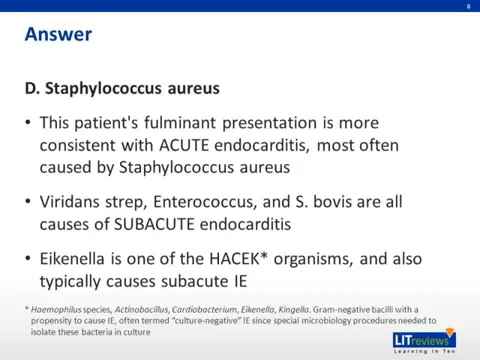 8
Answer
D. Staphylococcus aureus
• This patient's fulminant presentation is more
consistent with ACUTE endocarditis, most often
caused by Staphylococcus aureus
• Viridans strep, Enterococcus, and S. bovis are all
causes of SUBACUTE endocarditis
• Eikenella is one of the HACEK* organisms, and also
typically causes subacute IE
* Haemophilus species, Actinobacillus, Cardiobacterium, Eikenella, Kingella. Gram-negative bacilli with a
propensity to cause IE, often termed “culture-negative” IE since special microbiology procedures needed to
isolate these bacteria in culture
LITreviews
Learning In Ten